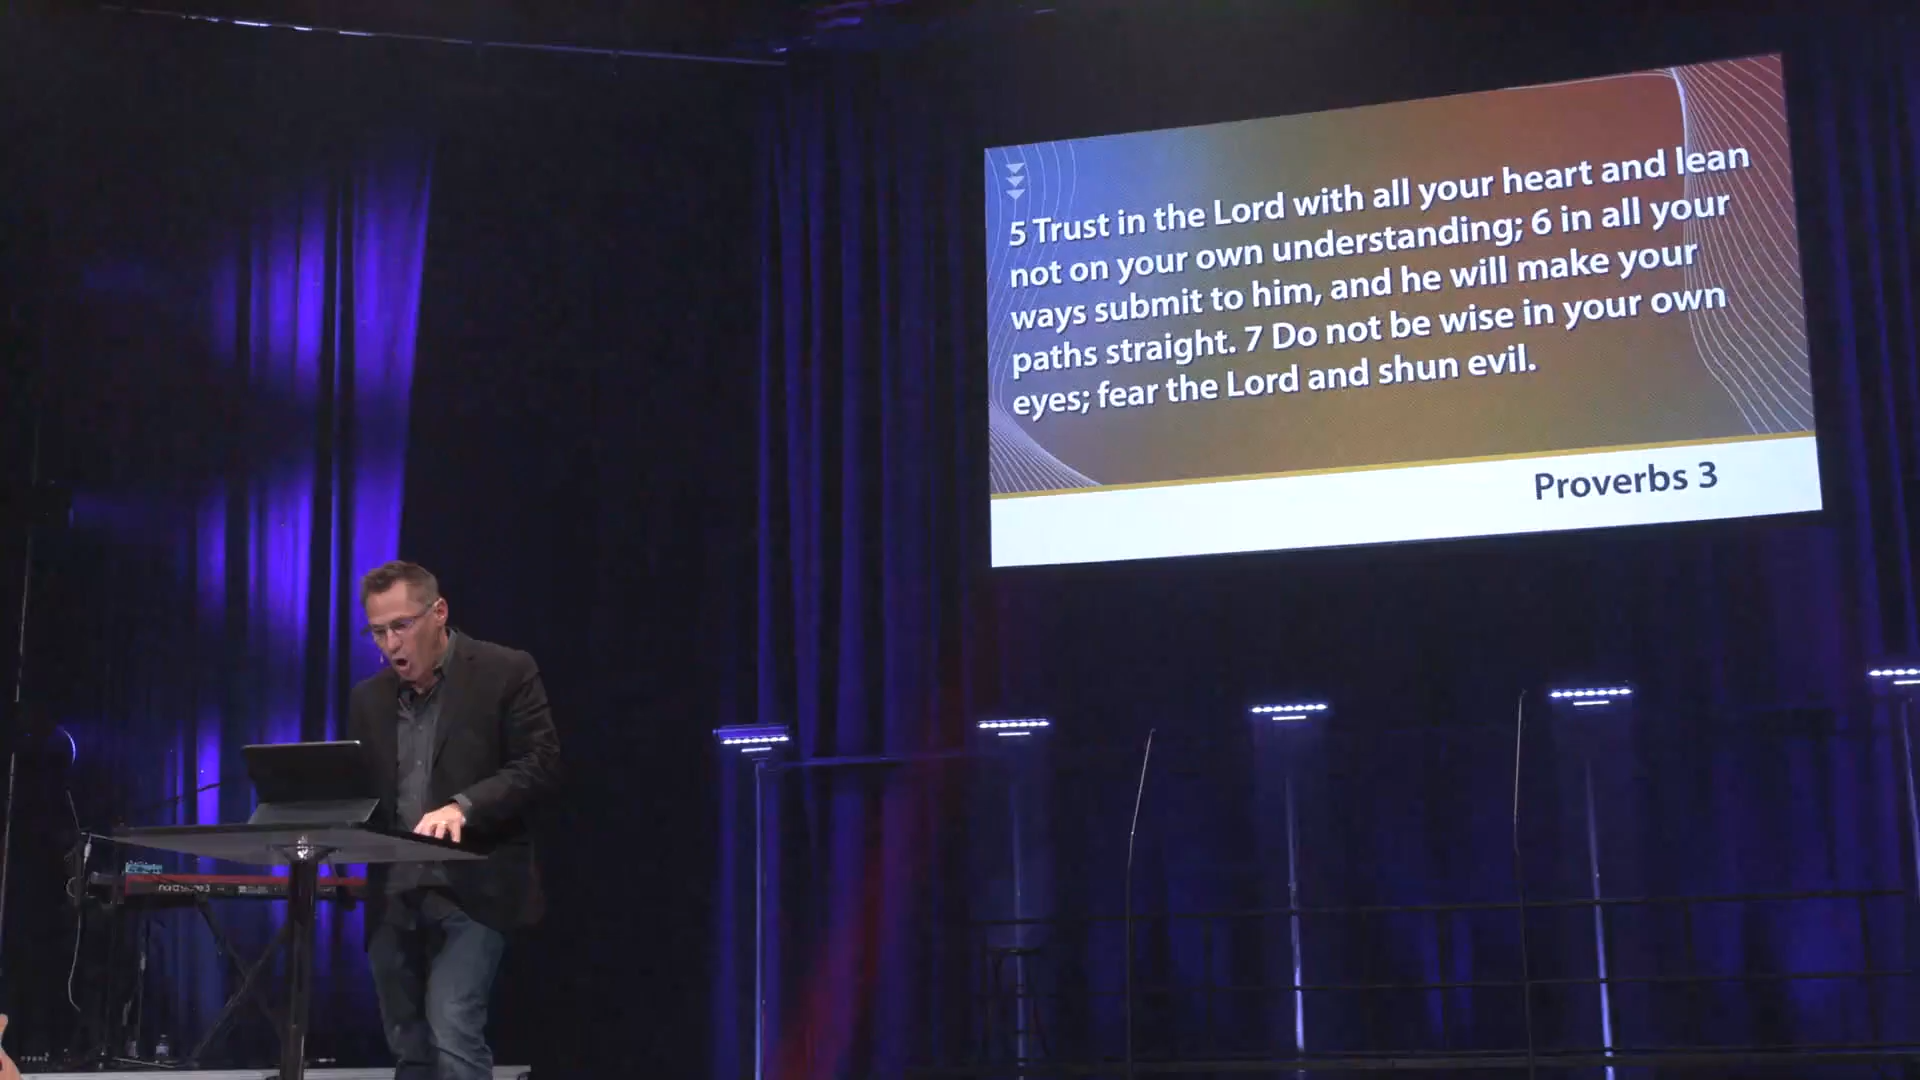 5 Trust in the Lord with all your heart and lean
not on your own understanding; 6 in all your
ways submit to him, and he will make your
paths straight. 7 Do not be wise in your own
eyes; fear the Lord and shun evil.
Proverbs 3